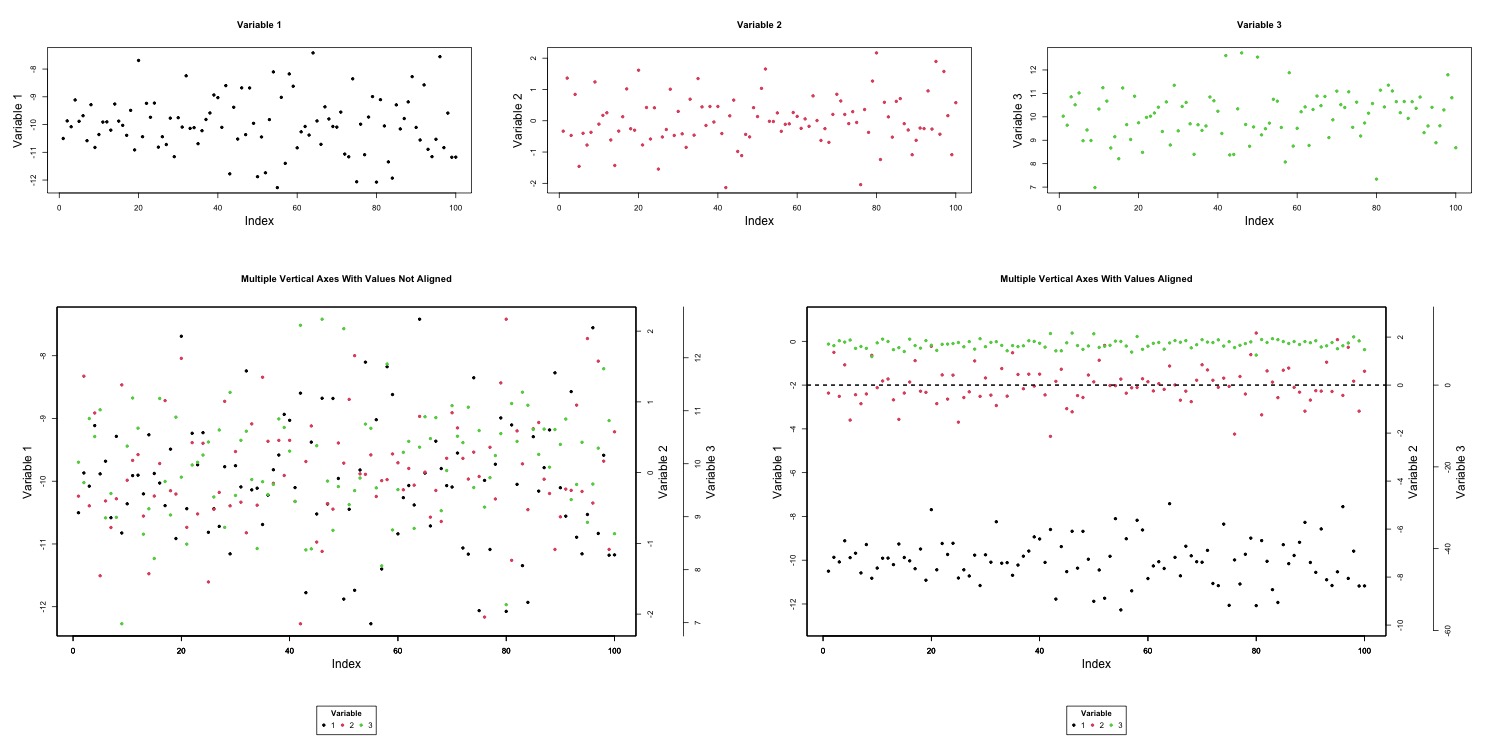 Variable 1
Variable 2
Variable 3
Variable 1
-12 -11 -10 -9 -8
0 20 40 60 80 100
Index
Variable 2
-2 -1 0 1 2
0 20 40 60 80 100
Index
Variable 3
7 8 9 10 11 12
0 20 40 60 80 100
Index
Multiple Vertical Axes With Values Not Aligned
Variable 1
-12 -11 -10 -9 -8
0 20 40 60 80 100
Index
-2 -1 0 1 2
Variable 2
7 8 9 10 11 12
Variable 3
Variable
1 2 3
Multiple Vertical Axes With Values Aligned
Variable 1
-12 -10 -8 -6 -4 -2 0
0 20 40 60 80 100
Index
-10 -8 -6 -4 -2 0 2
Variable 2
-60 -40 -20 0
Variable 3
Variable
1 2 3